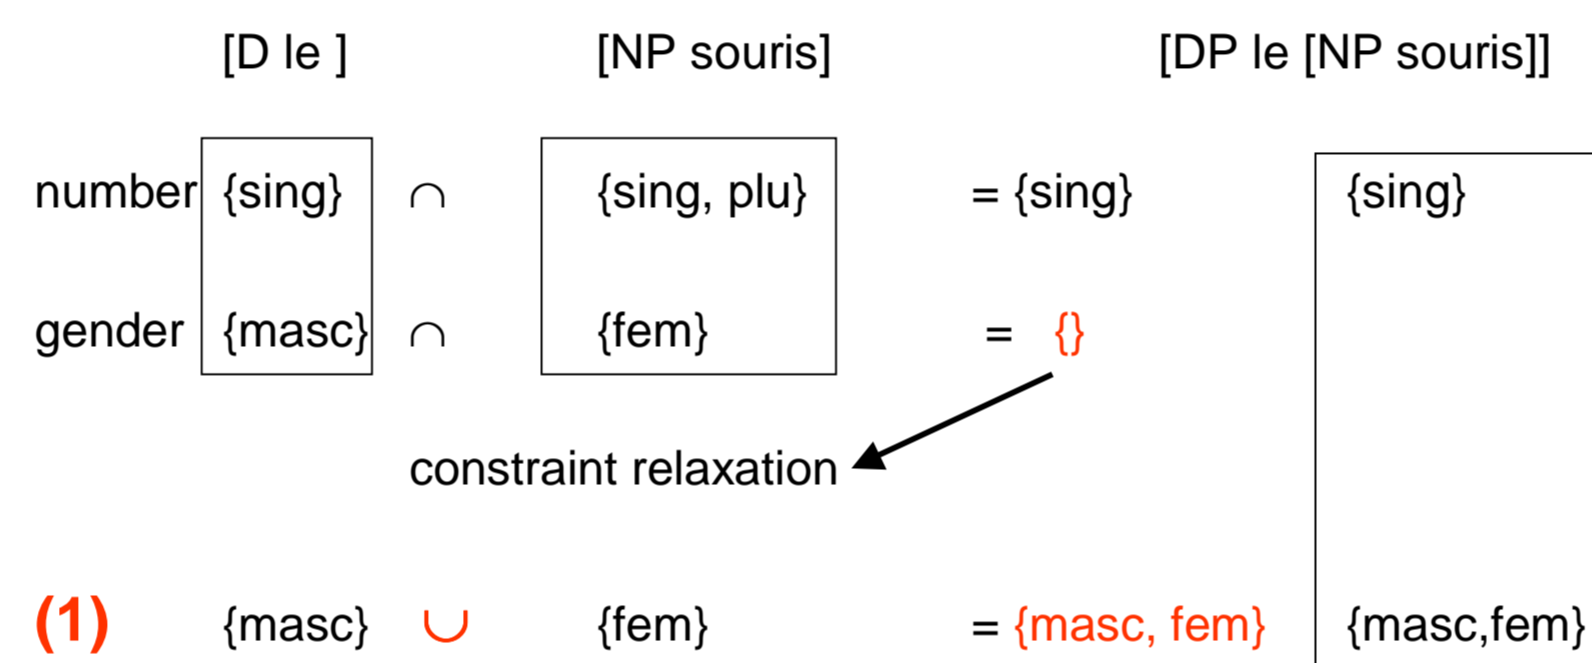 [D le ] [NP souris] [DP le [NP souris]]
number {sing} ∩ {sing, plu} = {sing} {sing}
gender {masc} ∩ {fem} = {}
constraint relaxation
(1) {masc} ∪ {fem} = {masc, fem} {masc,fem}